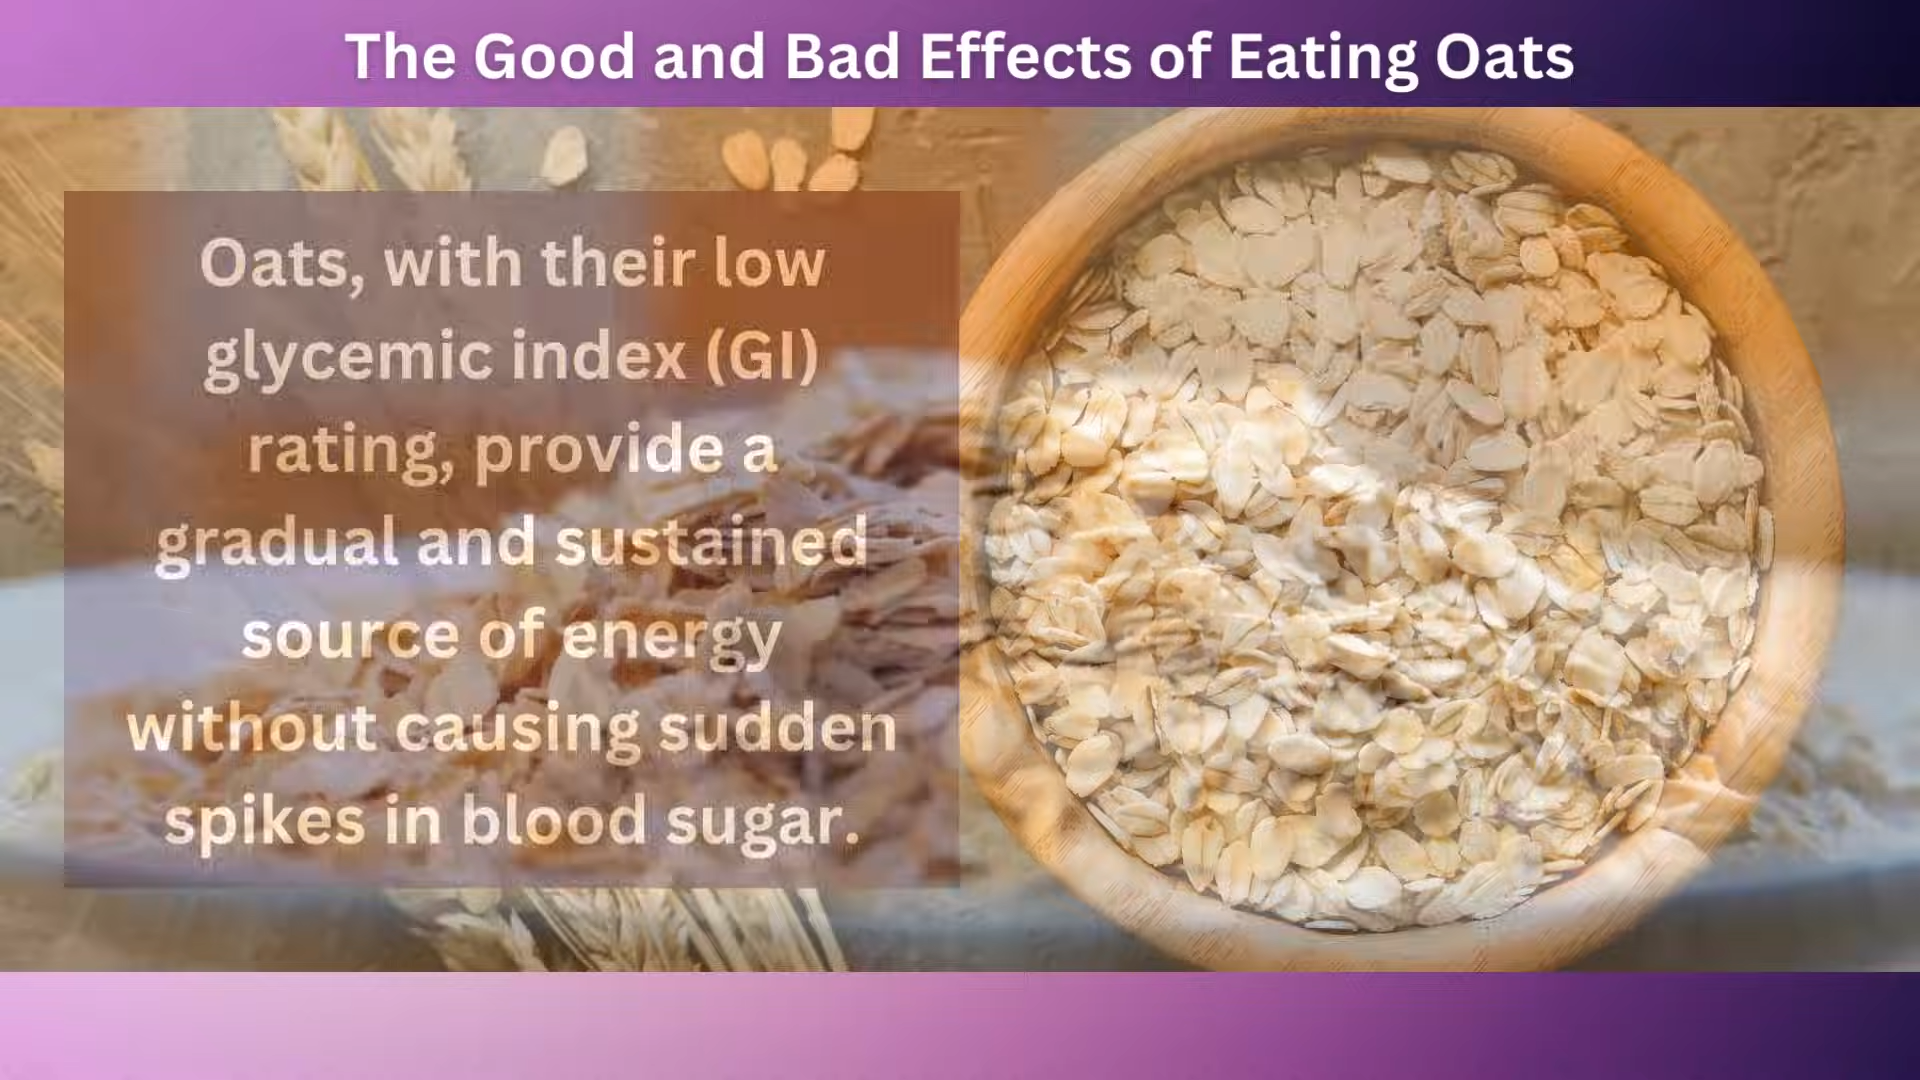 The Good and Bad Effects of Eating Oats
Oats, with their low
glycemic index (GI)
rating, provide a
gradual and sustained
source of energy
without causing sudden
spikes in blood sugar.